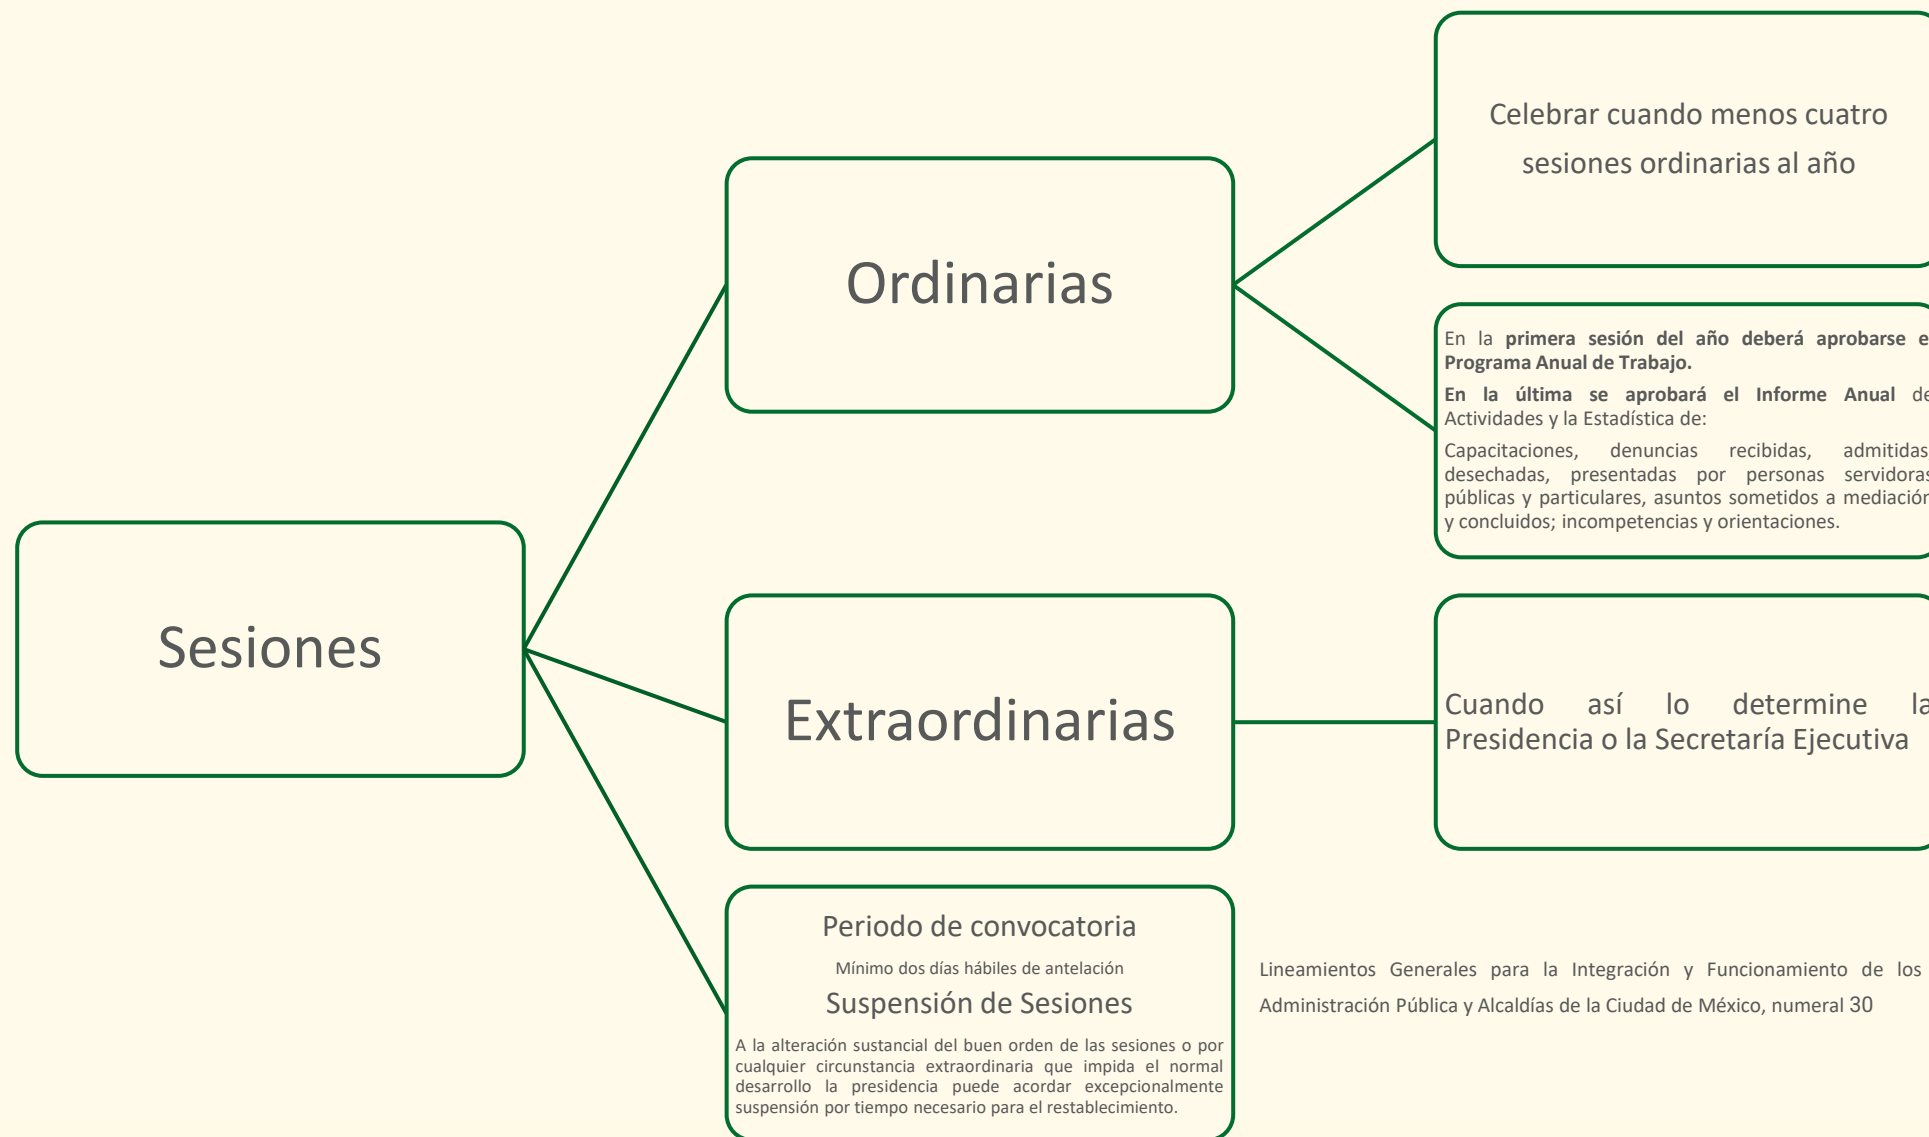 Sesiones
Ordinarias
Celebrar cuando menos cuatro
sesiones ordinarias al año
En la primera sesión del año deberá aprobarse e
Programa Anual de Trabajo.
En la última se aprobará el Informe Anual de
Actividades y la Estadística de:
Capacitaciones, denuncias recibidas, admitidas
desechadas, presentadas por personas servidoras
públicas y particulares, asuntos sometidos a mediación
y concluidos; incompetencias y orientaciones.
Extraordinarias
Cuando así lo determine la
Presidencia o la Secretaría Ejecutiva
Periodo de convocatoria
Mínimo dos días hábiles de antelación
Suspensión de Sesiones
A la alteración sustancial del buen orden de las sesiones o por
cualquier circunstancia extraordinaria que impida el normal
desarrollo la presidencia puede acordar excepcionalmente
suspensión por tiempo necesario para el restablecimiento.
Lineamientos Generales para la Integración y Funcionamiento de los
Administración Pública y Alcaldías de la Ciudad de México, numeral 30